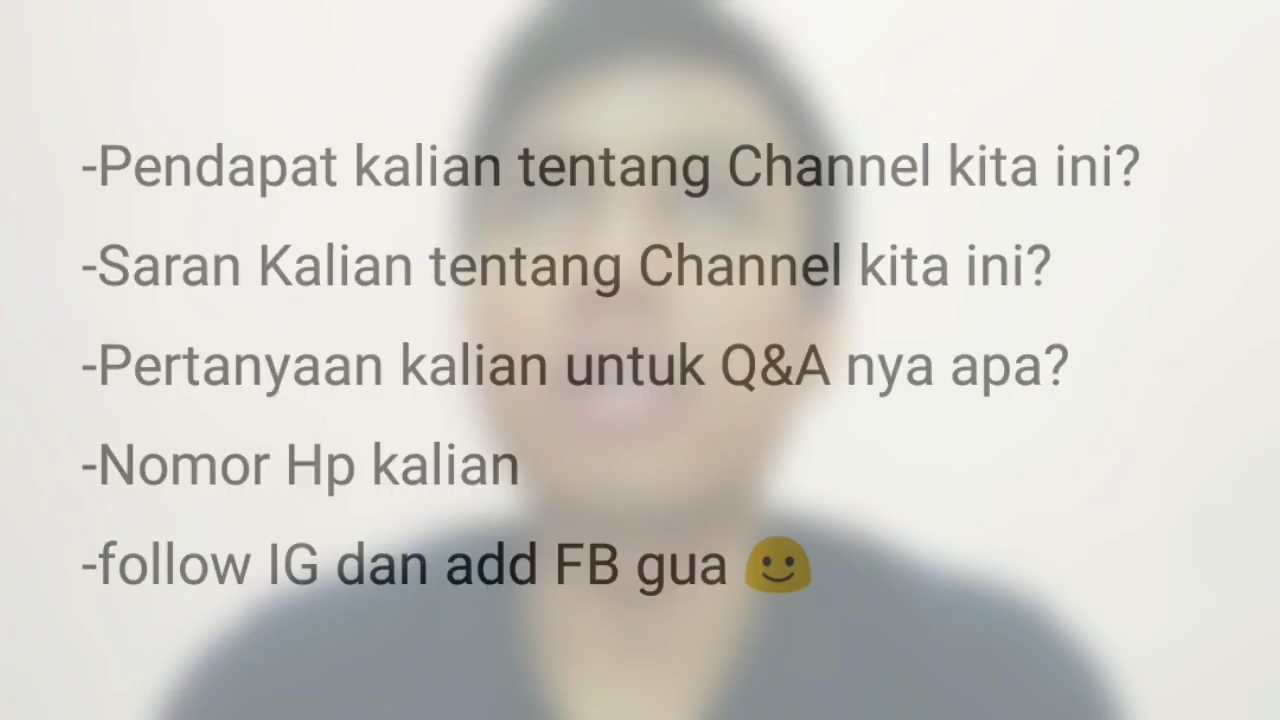 -Pendapat kalian tentang Channel kita ini?
-Saran Kalian tentang Channel kita ini?
-Pertanyaan kalian untuk Q&A nya apa?
-Nomor Hp kalian
-follow IG dan add FB gua 🙂